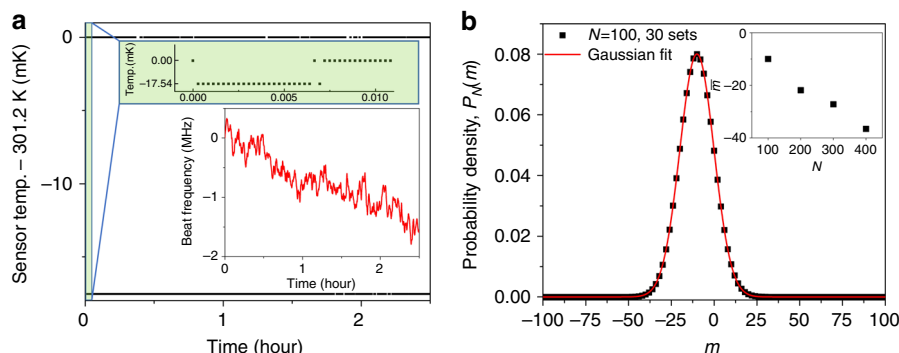 a
Sensor temp. – 301.2 K (mK)
0
–10
0
1
2
Time (hour)
Temp.(mK)
0.00
–17.54
0.000
0.005
0.010
Beat frequency (MHz)
0
–1
–2
0
1
2
Time (hour)
b
Probability density, P_N(m)
0.08
0.06
0.04
0.02
0.00
–100
–75
–50
–25
0
25
50
75
100
m
N=100, 30 sets
Gaussian fit
m̅
0
–20
–40
100
200
300
400
N